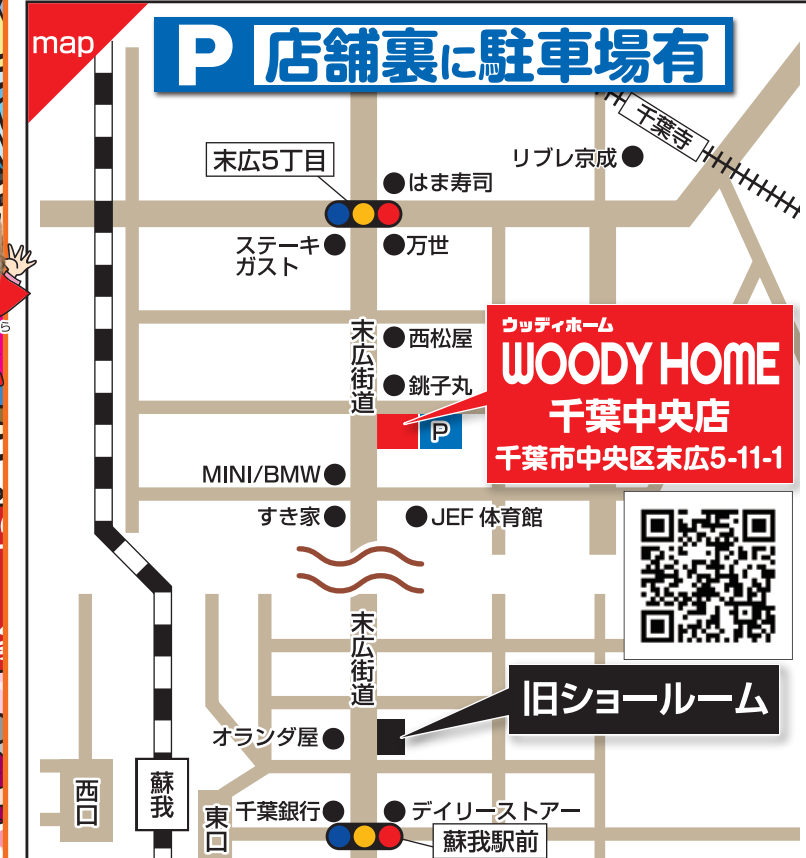 map
P 店舗裏に駐車場有
千葉寺
リブレ京成
末広5丁目
はま寿司
ステーキ
ガスト
万世
末広街道
西松屋
銚子丸
P
ウッディホーム
WOODY HOME
千葉中央店
千葉市中央区末広5-11-1
MINI/BMW
すき家
JEF 体育館
末広街道
旧ショールーム
オランダ屋
西口
蘇我
東口
千葉銀行
デイリーストアー
蘇我駅前
ら